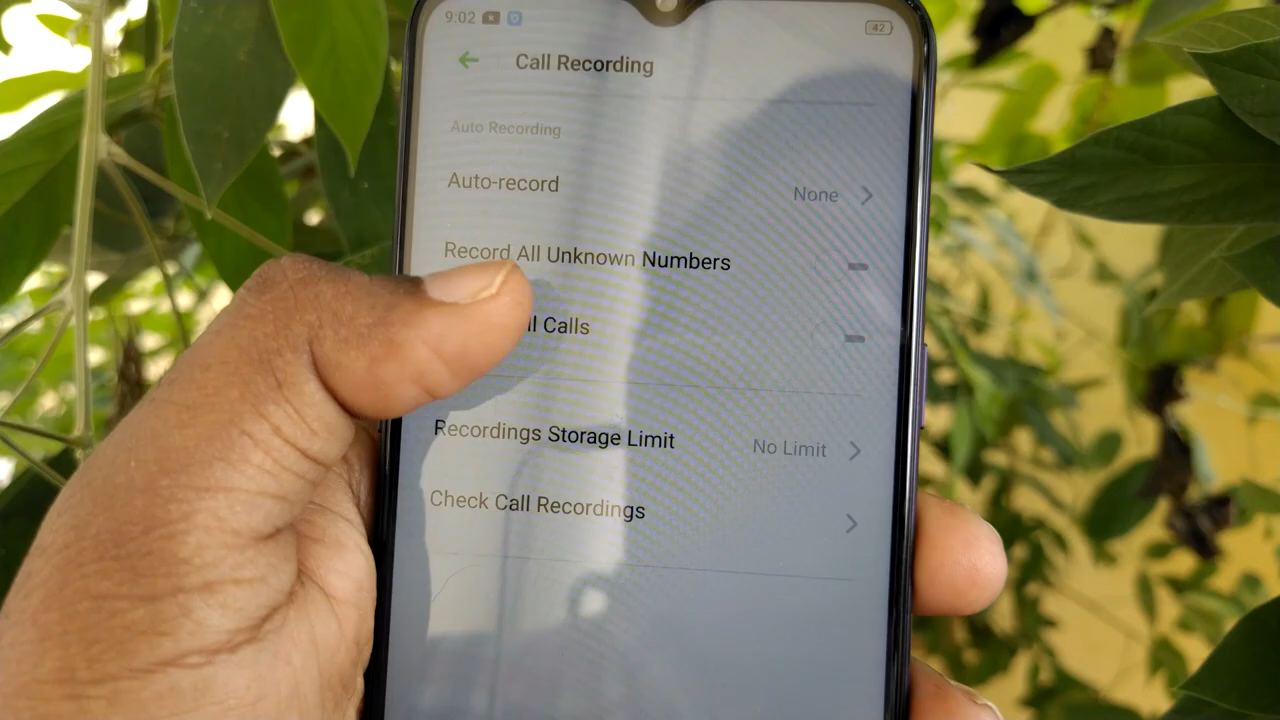 9:02
42
Call Recording
Auto Recording
Auto-record
None
Record All Unknown Numbers
ll Calls
Recordings Storage Limit
No Limit
Check Call Recordings